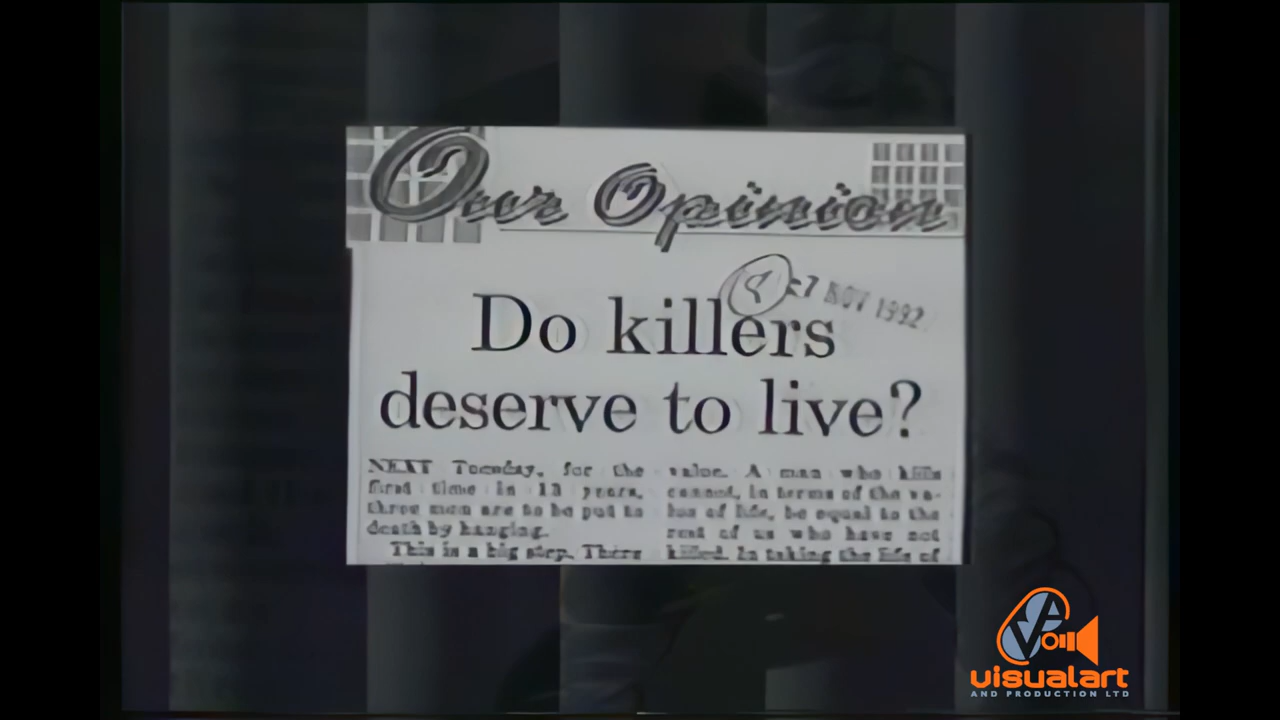 Our Opinion
27 NOV 1992
Do killers
deserve to live?
NEXT Tuesday, for the
first time in 13 years,
three men are to be put to
death by hanging.
This is a big step. There
value. A man who kills
cannot, in terms of the va-
lue of life, be equal to the
rest of us who have not
killed. In taking the life of
visualart
AND PRODUCTION LTD